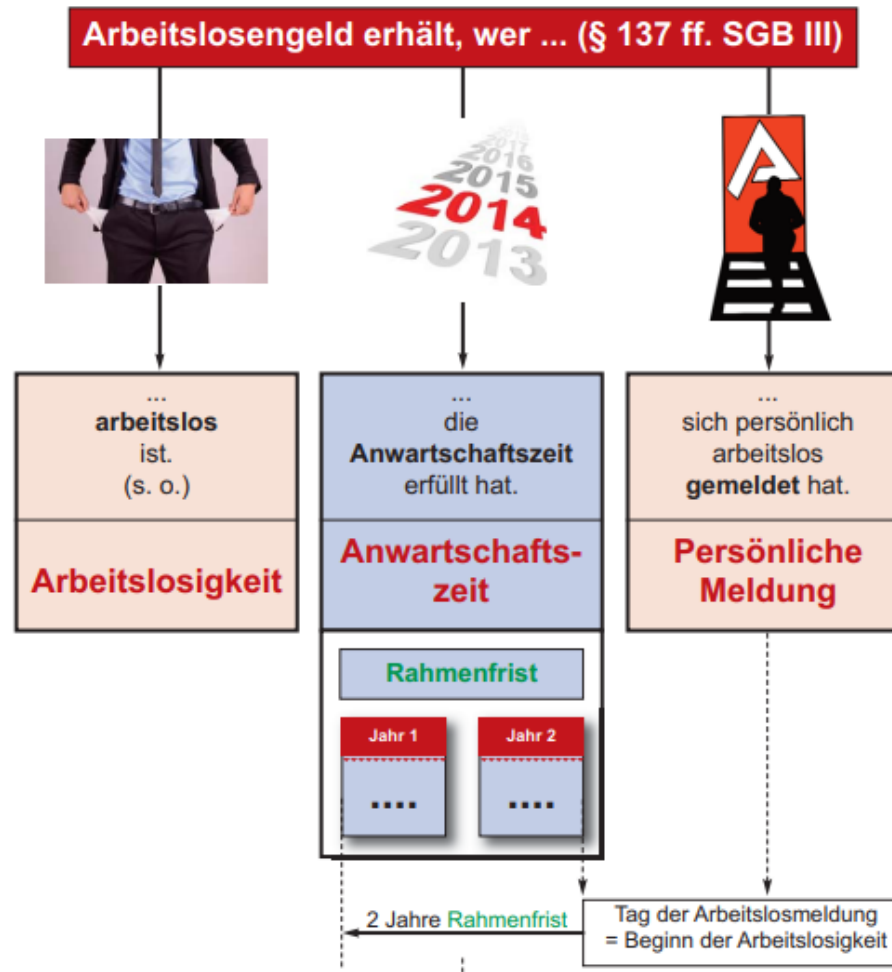 Arbeitslosengeld erhält, wer ... (§ 137 ff. SGB III)
2017
2016
2015
2014
2013
...
arbeitslos
ist.
(s. o.)
Arbeitslosigkeit
...
die
Anwartschaftszeit
erfüllt hat.
Anwartschafts-
zeit
...
sich persönlich
arbeitslos
gemeldet hat.
Persönliche
Meldung
Rahmenfrist
Jahr 1
....
Jahr 2
....
2 Jahre Rahmenfrist
Tag der Arbeitslosmeldung
= Beginn der Arbeitslosigkeit